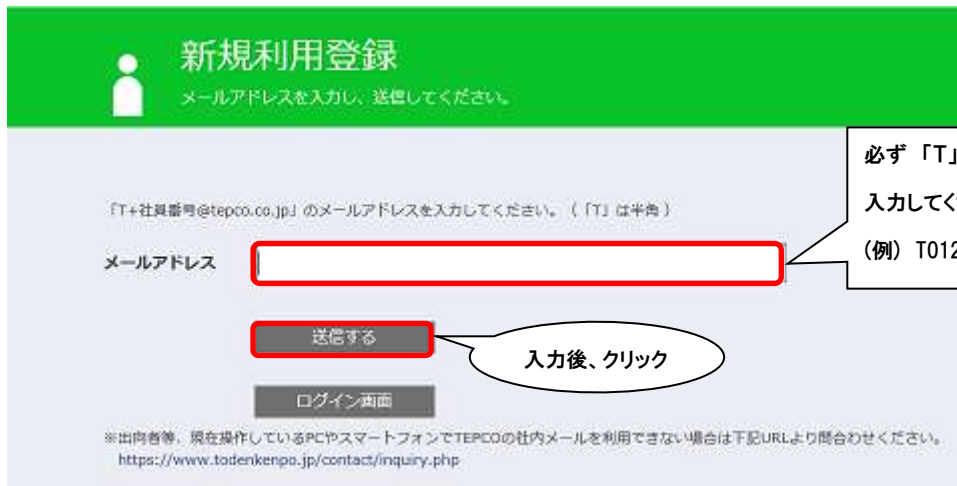 新規利用登録
メールアドレスを入力し、送信してください。
必ず「T」
入力してく
(例) T012
「T+社員番号@tepco.co.jp」のメールアドレスを入力してください。(「T」は半角)
メールアドレス
送信する
入力後、クリック
ログイン画面
※出向者等、現在操作しているPCやスマートフォンでTEPCOの社内メールを利用できない場合は下記URLより問合わせください。
https://www.todenkenpo.jp/contact/inquiry.php